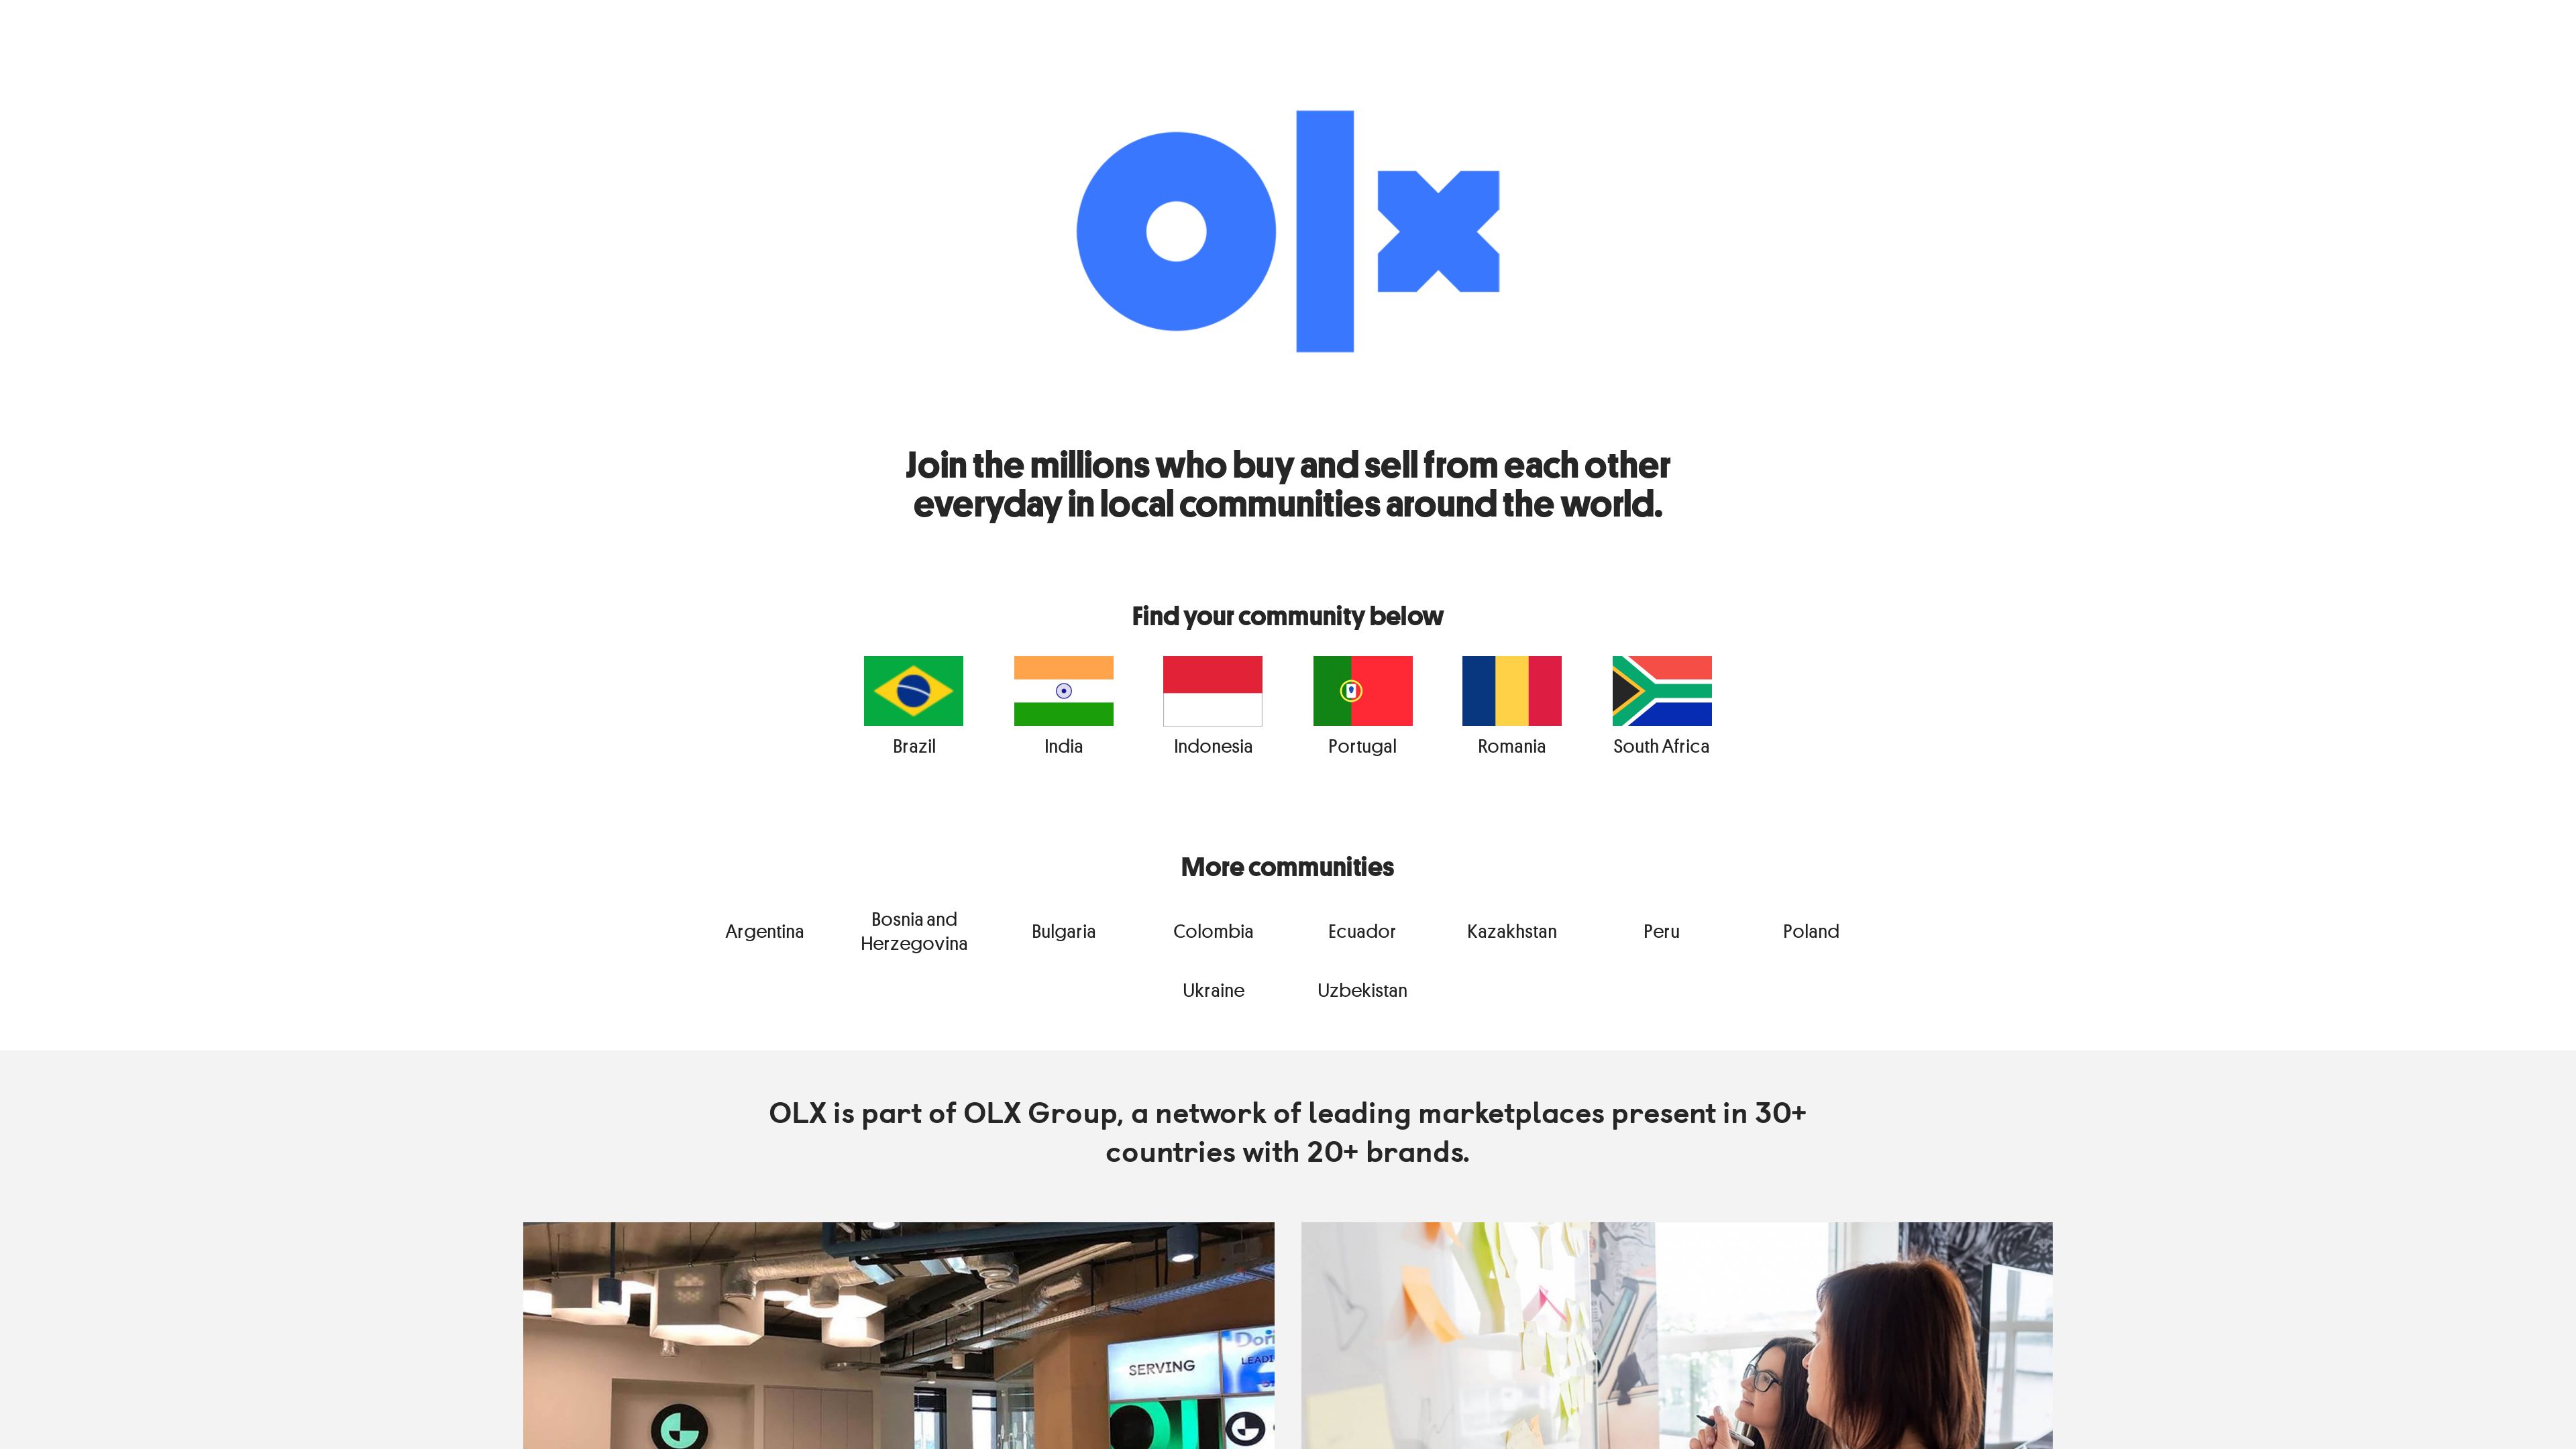 olx
Join the millions who buy and sell from each other
everyday in local communities around the world.
Find your community below
Brazil
India
Indonesia
Portugal
Romania
South Africa
More communities
Argentina
Bosnia and
Herzegovina
Bulgaria
Colombia
Ecuador
Kazakhstan
Peru
Poland
Ukraine
Uzbekistan
OLX is part of OLX Group, a network of leading marketplaces present in 30+
countries with 20+ brands.
SERVING